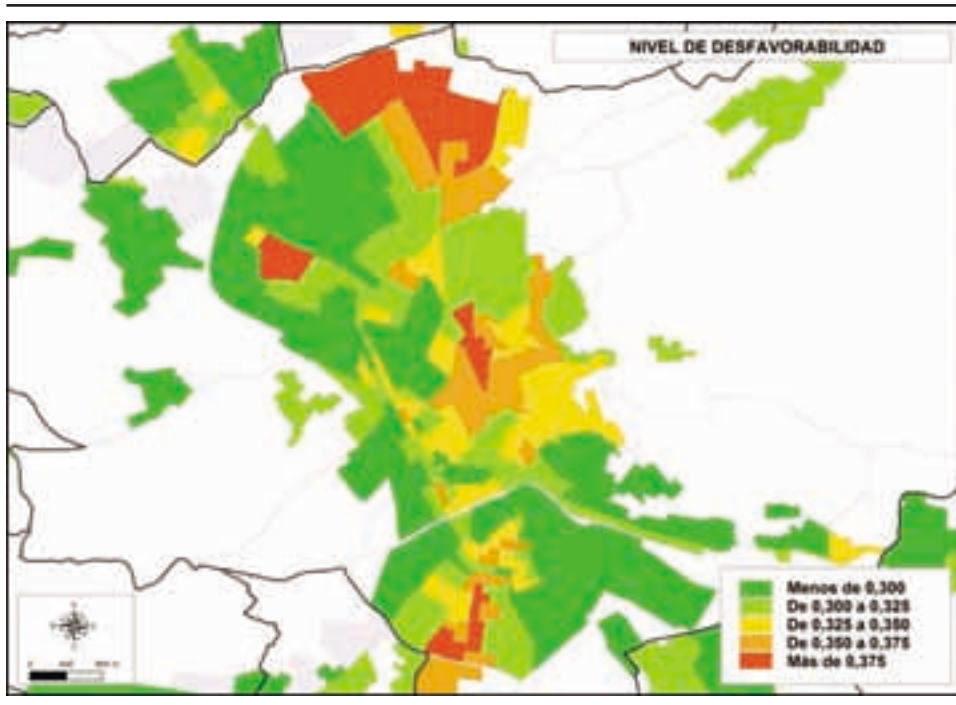 NIVEL DE DESFAVORABILIDAD
Menos de 0,300
De 0,300 a 0,325
De 0,325 a 0,350
De 0,350 a 0,375
Más de 0,375
0